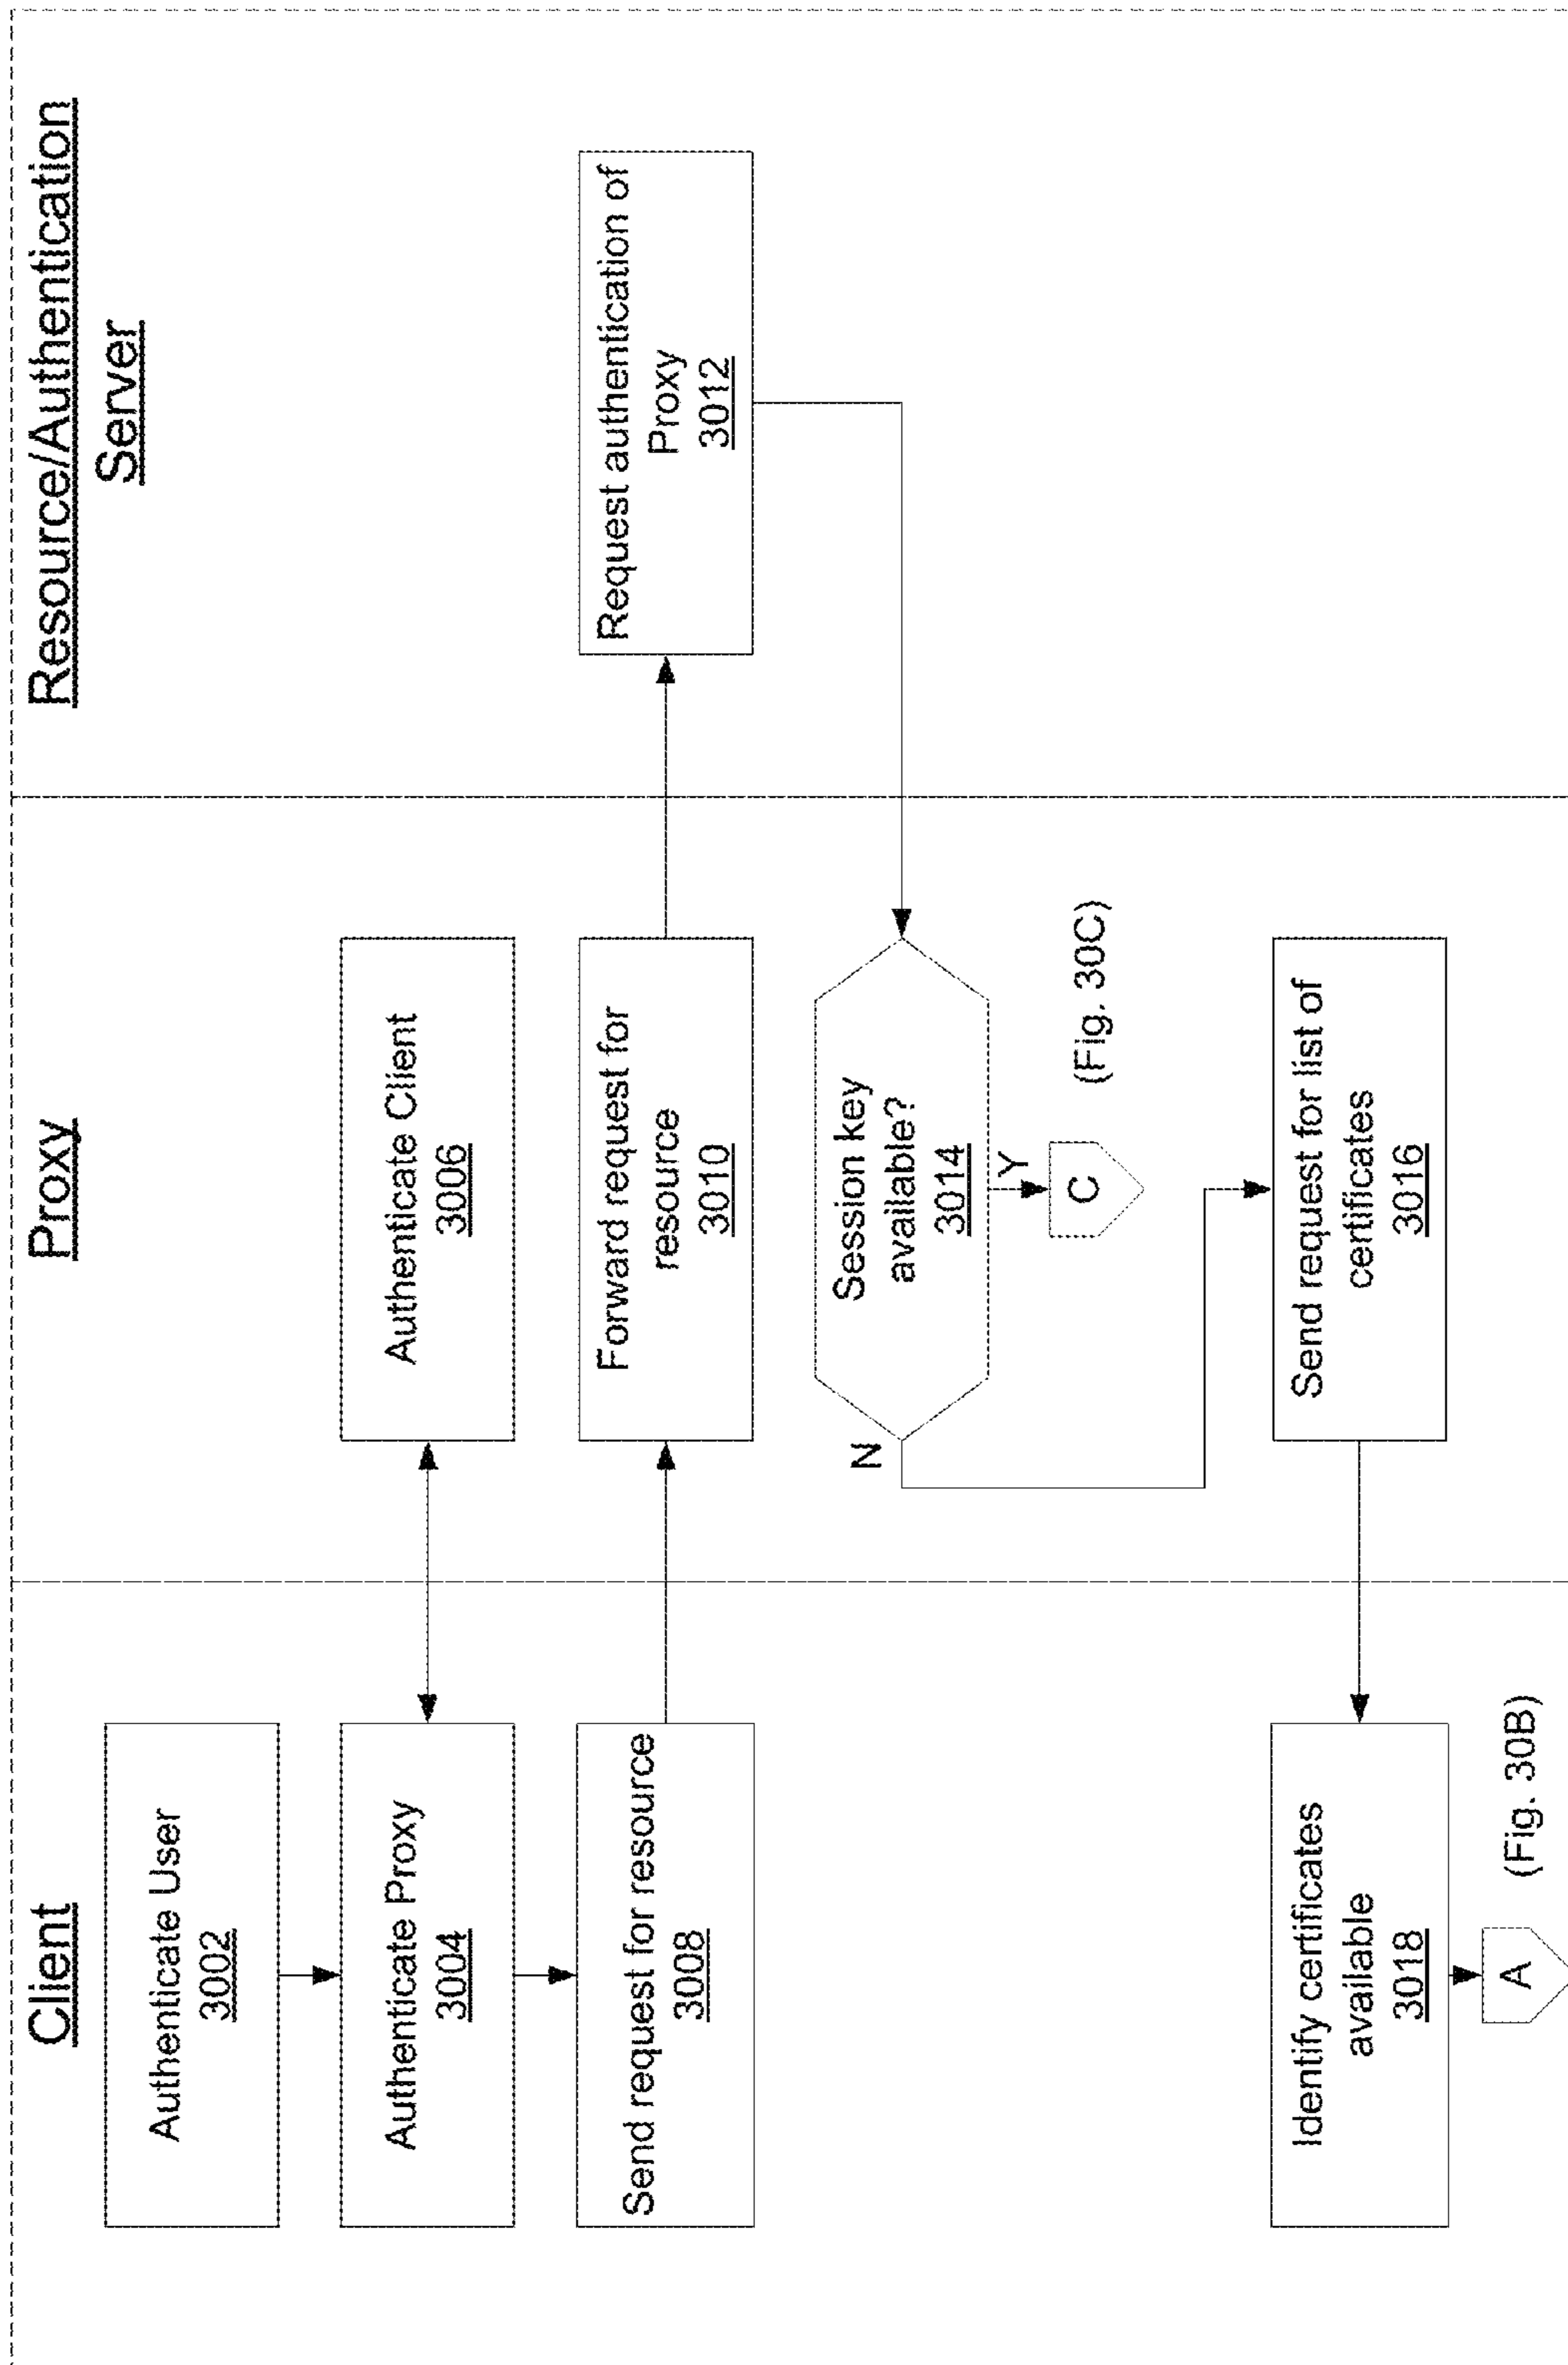 Client
Proxy
Resource/Authentication
Server
Authenticate User
3002
Authenticate Proxy
3004
Authenticate Client
3006
Send request for resource
3008
Forward request for
resource
3010
Request authentication of
Proxy
3012
Session key
available?
3014
N
Y
C
(Fig. 30C)
Send request for list of
certificates
3016
Identify certificates
available
3018
A
(Fig. 30B)